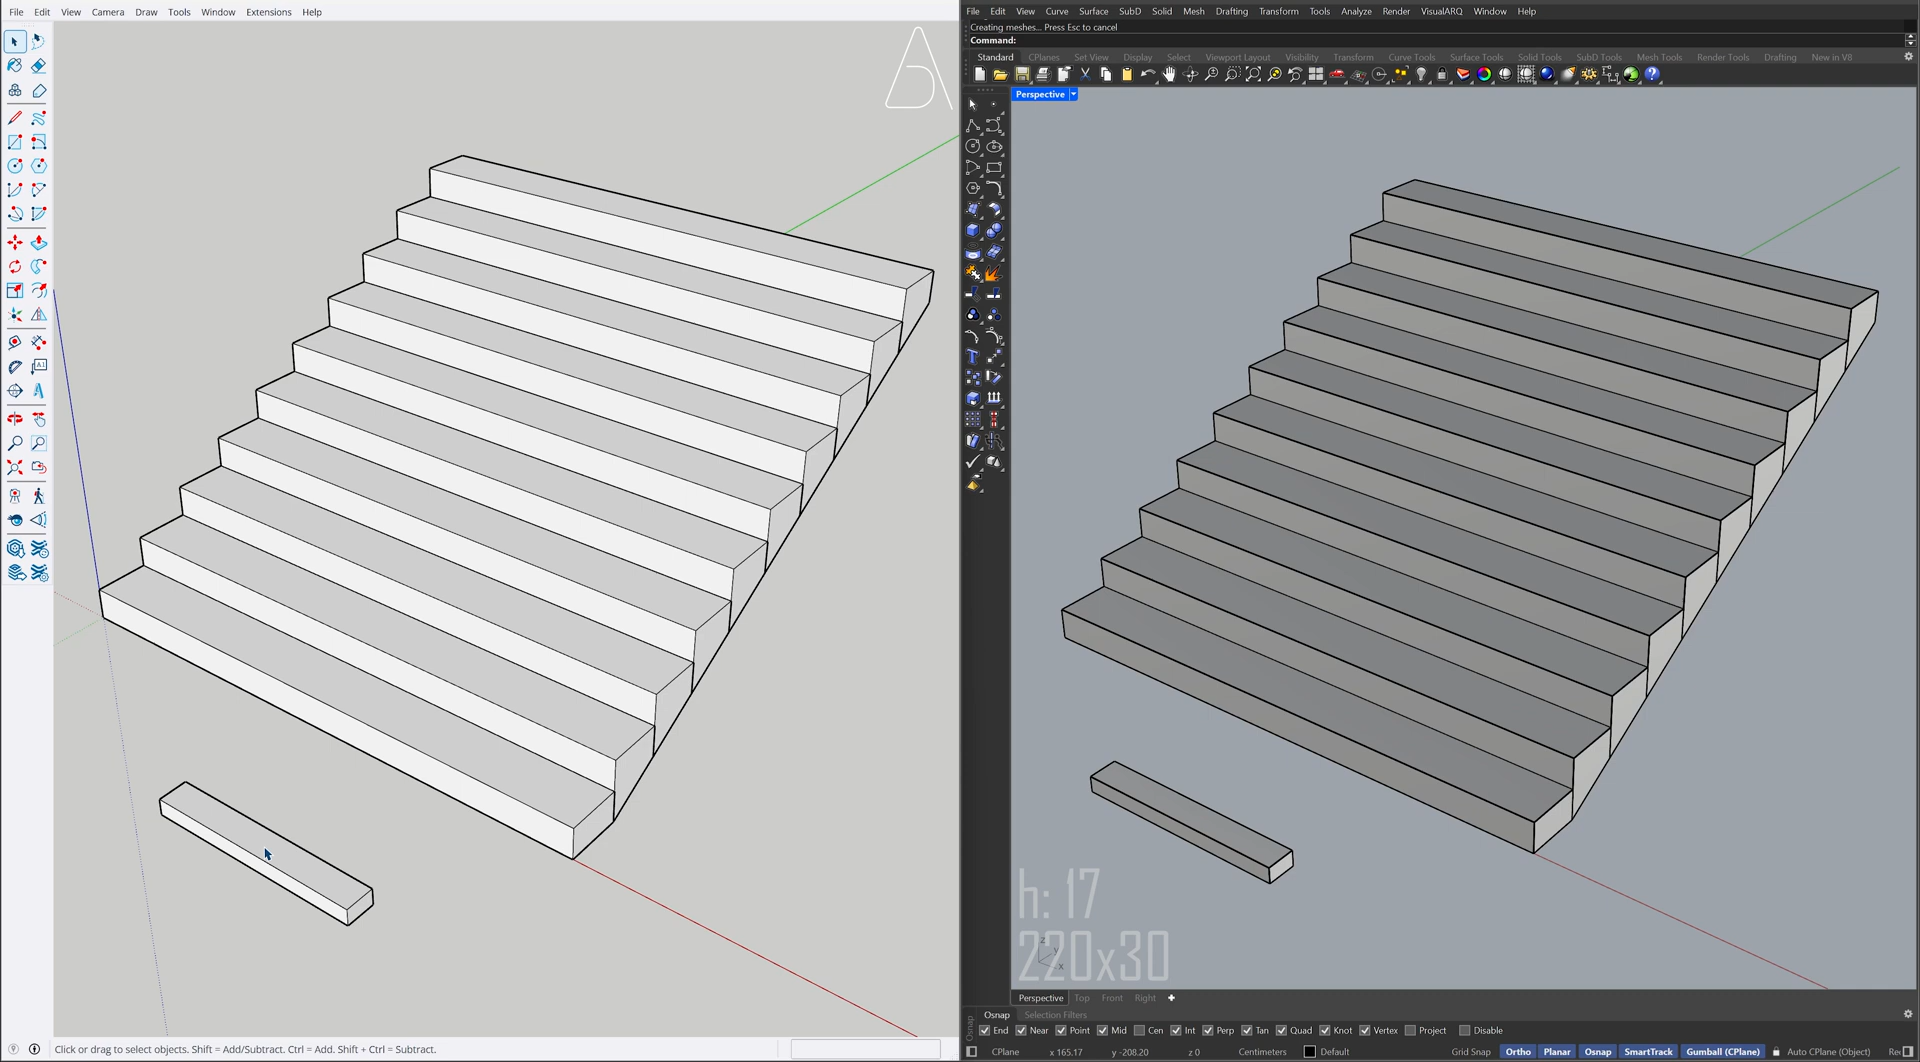 File Edit View Camera Draw Tools Window Extensions Help
A1
Click or drag to select objects. Shift = Add/Subtract. Ctrl = Add. Shift + Ctrl = Subtract.
File Edit View Curve Surface SubD Solid Mesh Drafting Transform Tools Analyze Render VisualARQ Window Help
Creating meshes... Press Esc to cancel
Command:
Standard CPlanes Set View Display Select Viewport Layout Visibility Transform Curve Tools Surface Tools Solid Tools SubD Tools Mesh Tools Render Tools Drafting New in V8
Perspective
h: 17
220x30
z
y
x
Perspective Top Front Right
Osnap Selection Filters
Osnap
End Near Point Mid Cen Int Perp Tan Quad Knot Vertex Project Disable
CPlane x 165.17 y -208.20 z 0 Centimeters Default Grid Snap Ortho Planar Osnap SmartTrack Gumball (CPlane) Auto CPlane (Object) Rec